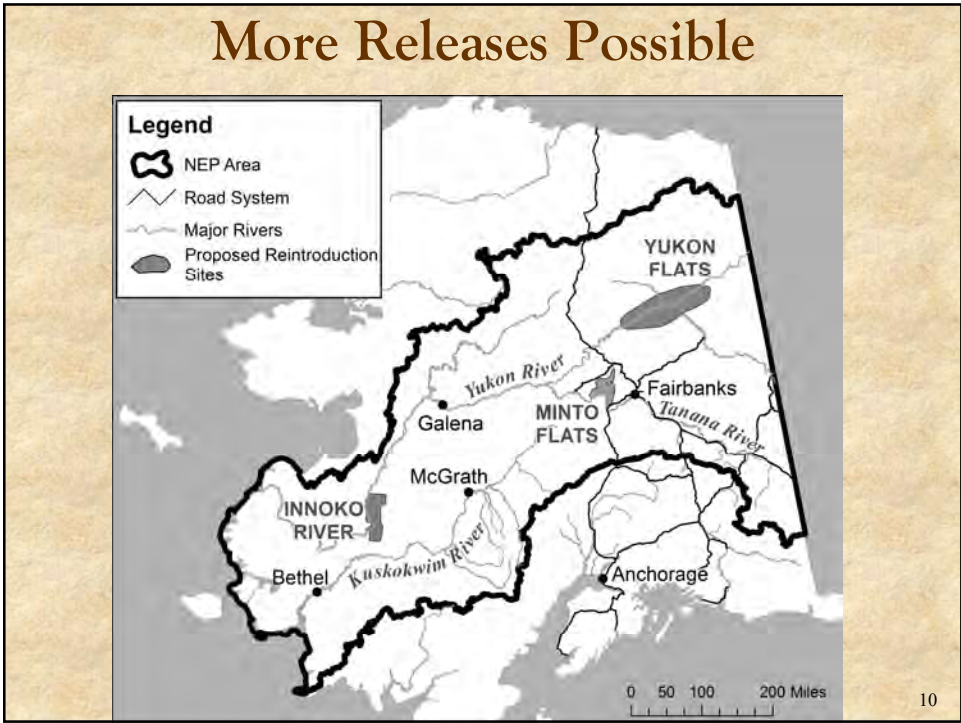 More Releases Possible
Legend
NEP Area
Road System
Major Rivers
Proposed Reintroduction
Sites
YUKON
FLATS
Yukon River
Fairbanks
Galena
MINTO
FLATS
Tanana River
McGrath
INNOKO
RIVER
Kuskokwim River
Bethel
Anchorage
0 50 100 200 Miles
10